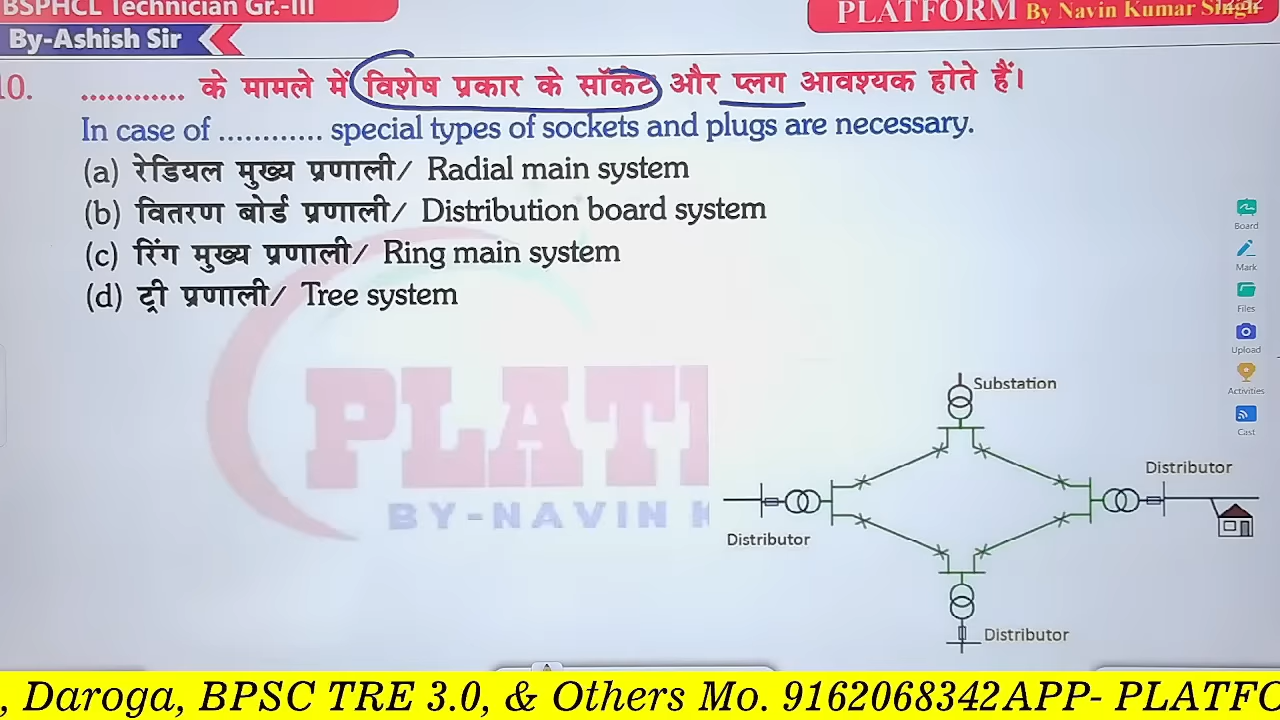 BSPHCL Technician Gr.-III
PLATFORM By Navin Kumar Singh
By-Ashish Sir
10. ............ के मामले में विशेष प्रकार के सॉकेट और प्लग आवश्यक होते हैं।
In case of ............ special types of sockets and plugs are necessary.
(a) रेडियल मुख्य प्रणाली/ Radial main system
(b) वितरण बोर्ड प्रणाली/ Distribution board system
(c) रिंग मुख्य प्रणाली/ Ring main system
(d) ट्री प्रणाली/ Tree system
Board
Mark
Files
Upload
Activities
Cast
PLAT
BY-NAVIN
Substation
Distributor
Distributor
Distributor
, Daroga, BPSC TRE 3.0, & Others Mo. 9162068342APP- PLATFO